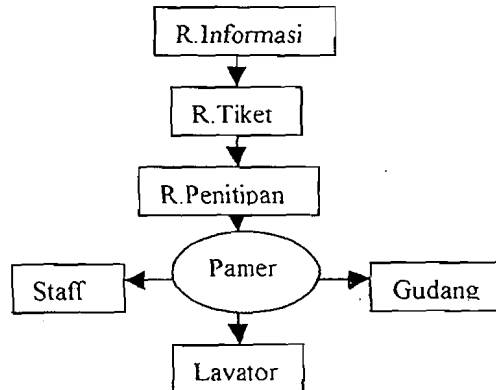 R.Informasi
R.Tiket
R.Penitipan
Pamer
Staff
Gudang
Lavator